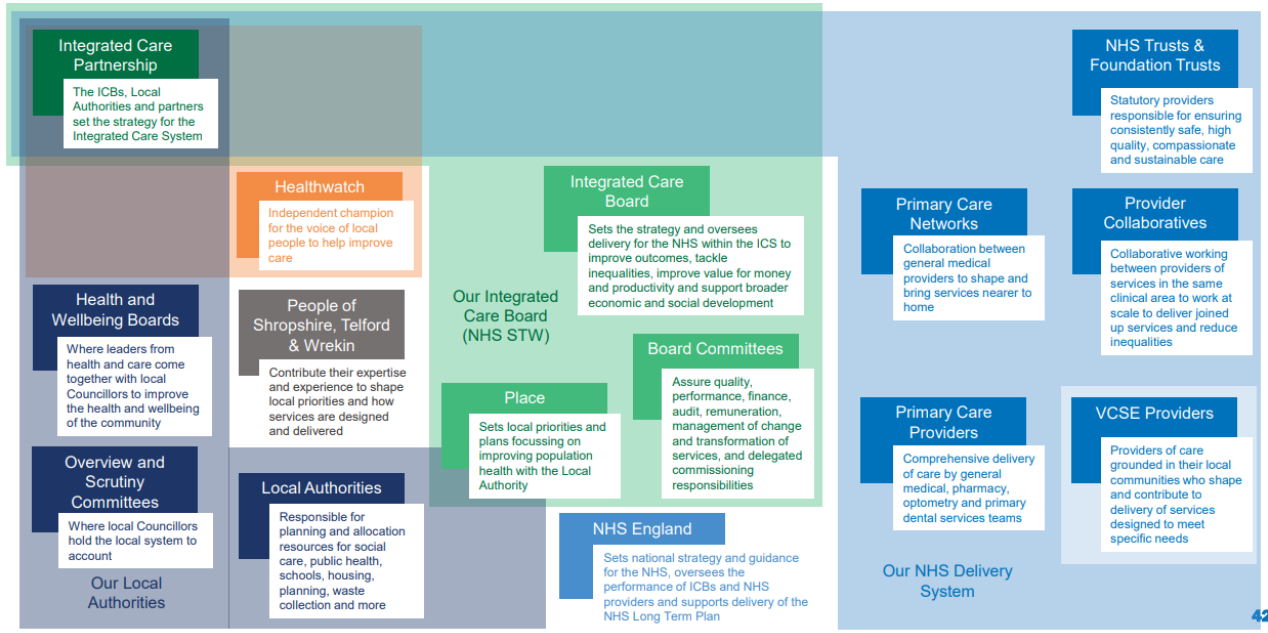 Integrated Care
Partnership
The ICBs, Local
Authorities and partners
set the strategy for the
Integrated Care System
NHS Trusts &
Foundation Trusts
Statutory providers
responsible for ensuring
consistently safe, high
quality, compassionate
and sustainable care
Healthwatch
Independent champion
for the voice of local
people to help improve
care
Integrated Care
Board
Sets the strategy and oversees
delivery for the NHS within the ICS to
improve outcomes, tackle
inequalities, improve value for money
and productivity and support broader
economic and social development
Primary Care
Networks
Collaboration between
general medical
providers to shape and
bring services nearer to
home
Provider
Collaboratives
Collaborative working
between providers of
services in the same
clinical area to work at
scale to deliver joined
up services and reduce
inequalities
Health and
Wellbeing Boards
Where leaders from
health and care come
together with local
Councillors to improve
the health and wellbeing
of the community
People of
Shropshire, Telford
& Wrekin
Contribute their expertise
and experience to shape
local priorities and how
services are designed
and delivered
Our Integrated
Care Board
(NHS STW)
Board Committees
Assure quality,
performance, finance,
audit, remuneration,
management of change
and transformation of
services, and delegated
commissioning
responsibilities
Place
Sets local priorities and
plans focussing on
improving population
health with the Local
Authority
Primary Care
Providers
Comprehensive delivery
of care by general
medical, pharmacy,
optometry and primary
dental services teams
VCSE Providers
Providers of care
grounded in their local
communities who shape
and contribute to
delivery of services
designed to meet
specific needs
Overview and
Scrutiny
Committees
Where local Councillors
hold the local system to
account
Our Local
Authorities
Local Authorities
Responsible for
planning and allocation
resources for social
care, public health,
schools, housing,
planning, waste
collection and more
NHS England
Sets national strategy and guidance
for the NHS, oversees the
performance of ICBs and NHS
providers and supports delivery of the
NHS Long Term Plan
Our NHS Delivery
System
42